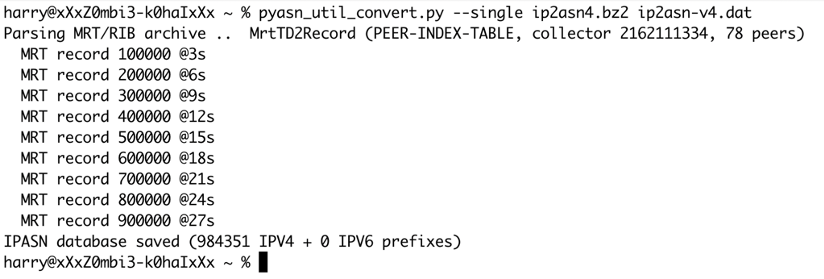 harry@xXxZ0mbi3-k0haIxXx ~ % pyasn_util_convert.py --single ip2asn4.bz2 ip2asn-v4.dat
Parsing MRT/RIB archive ..  MrtTD2Record (PEER-INDEX-TABLE, collector 2162111334, 78 peers)
  MRT record 100000 @3s
  MRT record 200000 @6s
  MRT record 300000 @9s
  MRT record 400000 @12s
  MRT record 500000 @15s
  MRT record 600000 @18s
  MRT record 700000 @21s
  MRT record 800000 @24s
  MRT record 900000 @27s
IPASN database saved (984351 IPV4 + 0 IPV6 prefixes)
harry@xXxZ0mbi3-k0haIxXx ~ %